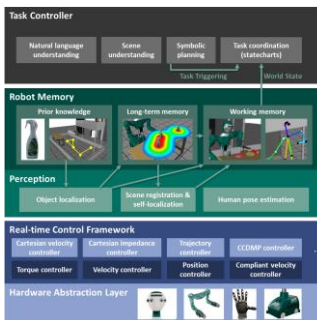 Task Controller
Natural language
understanding
Scene
understanding
Symbolic
planning
Task coordination
(statecharts)
Task Triggering
World State
Robot Memory
Prior knowledge
Long-term memory
Working memory
Perception
Object localization
Scene registration &
self-localization
Human pose estimation
Real-time Control Framework
Cartesian velocity
controller
Cartesian impedance
controller
Trajectory
controller
CCDMP controller
Torque controller
Velocity controller
Position
controller
Compliant velocity
controller
Hardware Abstraction Layer